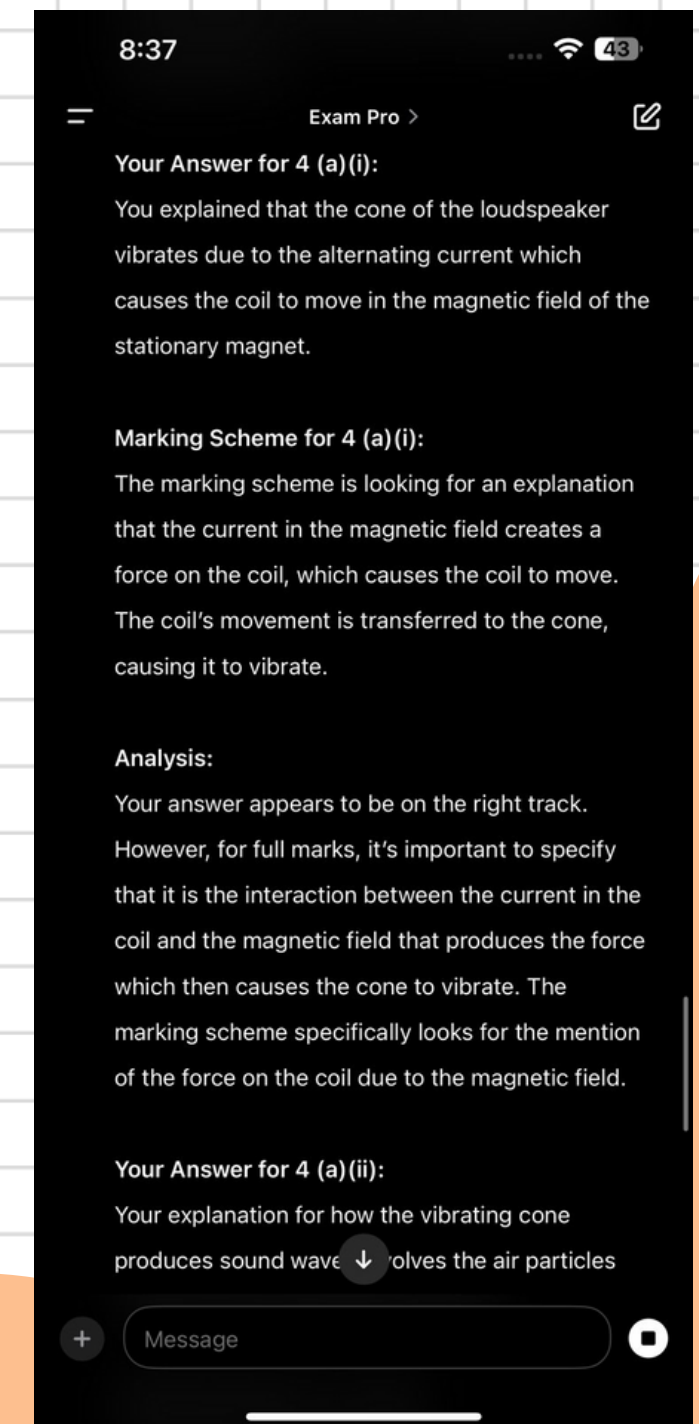 8:37
43
Exam Pro >
Your Answer for 4 (a)(i):
You explained that the cone of the loudspeaker
vibrates due to the alternating current which
causes the coil to move in the magnetic field of the
stationary magnet.
Marking Scheme for 4 (a)(i):
The marking scheme is looking for an explanation
that the current in the magnetic field creates a
force on the coil, which causes the coil to move.
The coil’s movement is transferred to the cone,
causing it to vibrate.
Analysis:
Your answer appears to be on the right track.
However, for full marks, it’s important to specify
that it is the interaction between the current in the
coil and the magnetic field that produces the force
which then causes the cone to vibrate. The
marking scheme specifically looks for the mention
of the force on the coil due to the magnetic field.
Your Answer for 4 (a)(ii):
Your explanation for how the vibrating cone
produces sound the air particles
Message